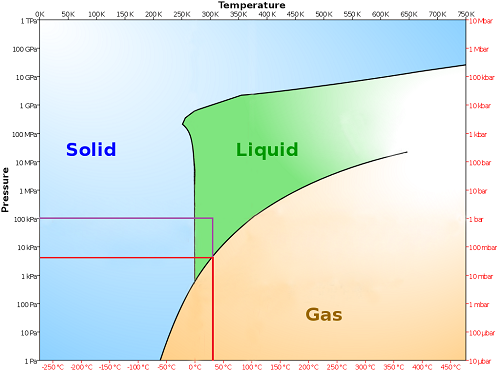 Temperature
0K 50K 100K 150K 200K 250K 300K 350K 400K 450K 500K 550K 600K 650K 700K 750K
1 TPa 10 Mbar
100 GPa 1 Mbar
10 GPa 100 kbar
1 GPa 10 kbar
100 MPa 1 kbar
Solid Liquid
10 MPa 100 bar
Pressure
1 MPa 10 bar
100 kPa 1 bar
10 kPa 100 mbar
1 kPa 10 mbar
100 Pa 1 mbar
Gas
10 Pa 100 µbar
1 Pa 10 µbar
-250 °C -200 °C -150 °C -100 °C -50 °C 0 °C 50 °C 100 °C 150 °C 200 °C 250 °C 300 °C 350 °C 400 °C 450 °C